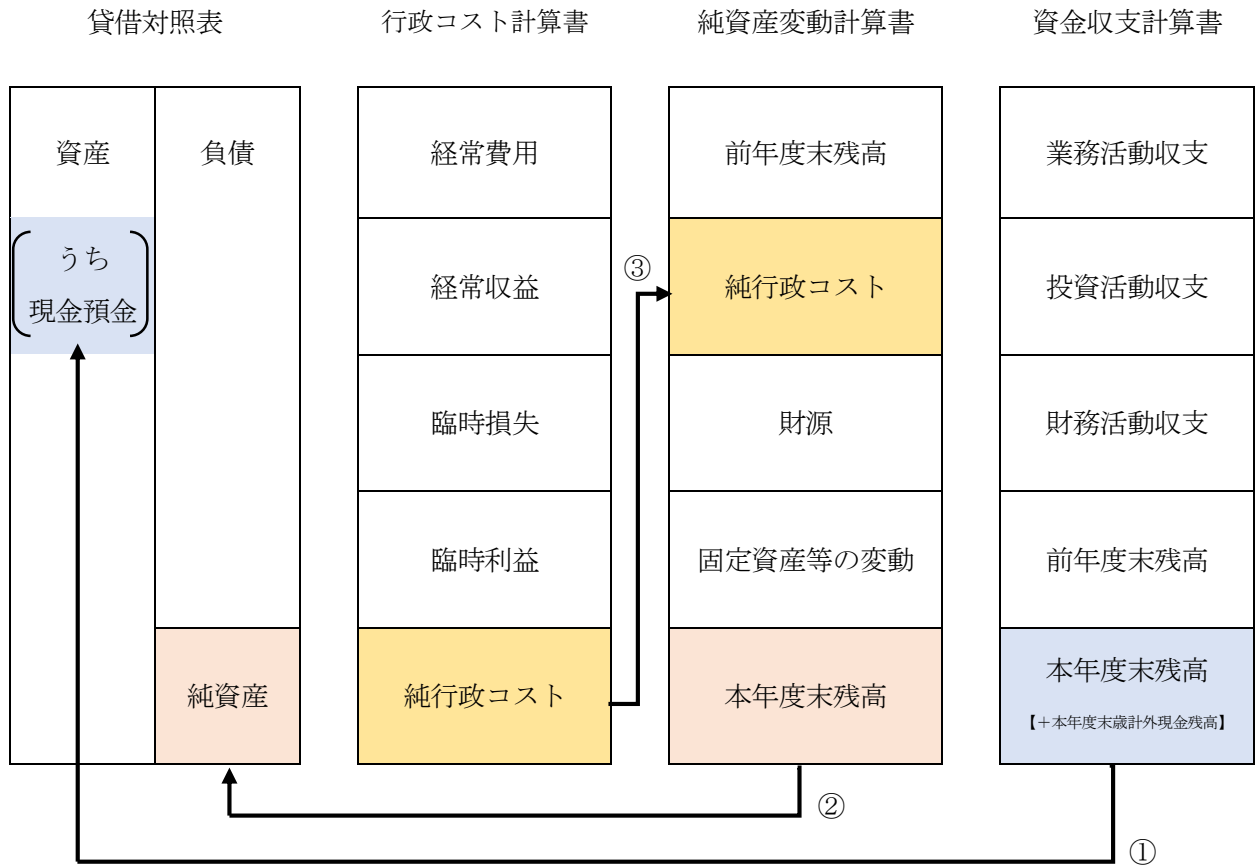 貸借対照表
行政コスト計算書
純資産変動計算書
資金収支計算書
資産
負債
うち
現金預金
純資産
経常費用
経常収益
臨時損失
臨時利益
純行政コスト
③
前年度末残高
純行政コスト
財源
固定資産等の変動
本年度末残高
業務活動収支
投資活動収支
財務活動収支
前年度末残高
本年度末残高
【＋本年度末歳計外現金残高】
②
①